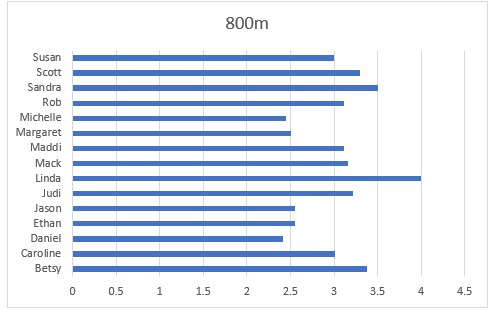 800m
Susan
Scott
Sandra
Rob
Michelle
Margaret
Maddi
Mack
Linda
Judi
Jason
Ethan
Daniel
Caroline
Betsy
0 0.5 1 1.5 2 2.5 3 3.5 4 4.5